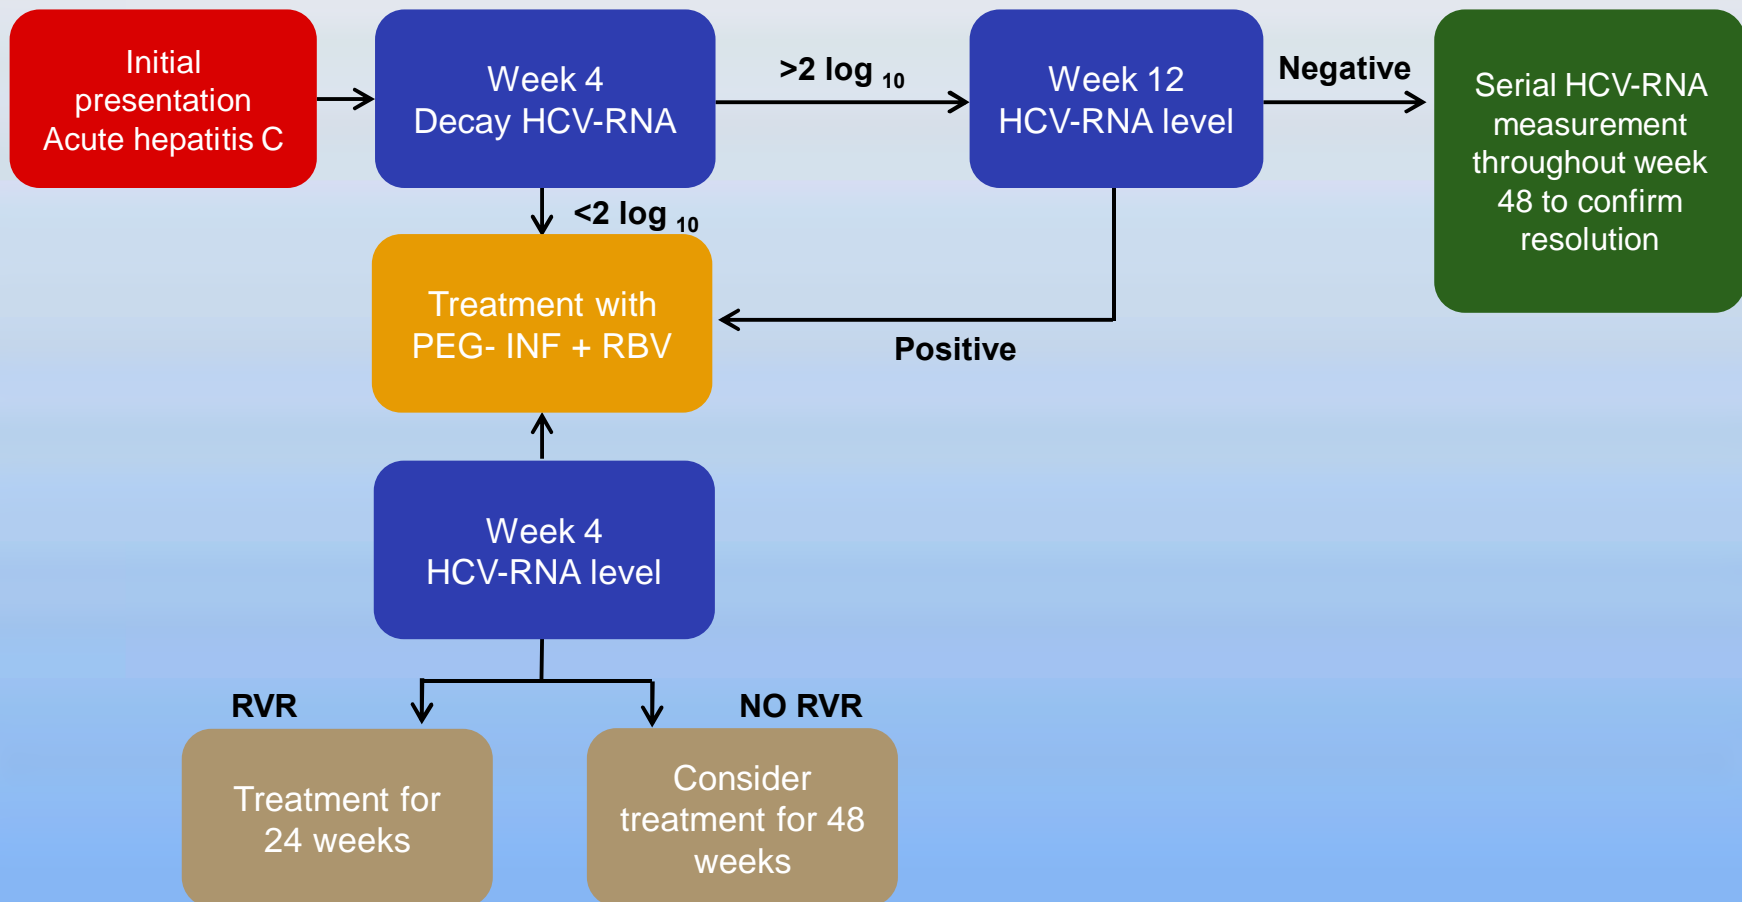 Initial
presentation
Acute hepatitis C
Week 4
Decay HCV-RNA
>2 log 10
Week 12
HCV-RNA level
Negative
Serial HCV-RNA
measurement
throughout week
48 to confirm
resolution
<2 log 10
Treatment with
PEG- INF + RBV
Positive
Week 4
HCV-RNA level
RVR
NO RVR
Treatment for
24 weeks
Consider
treatment for 48
weeks